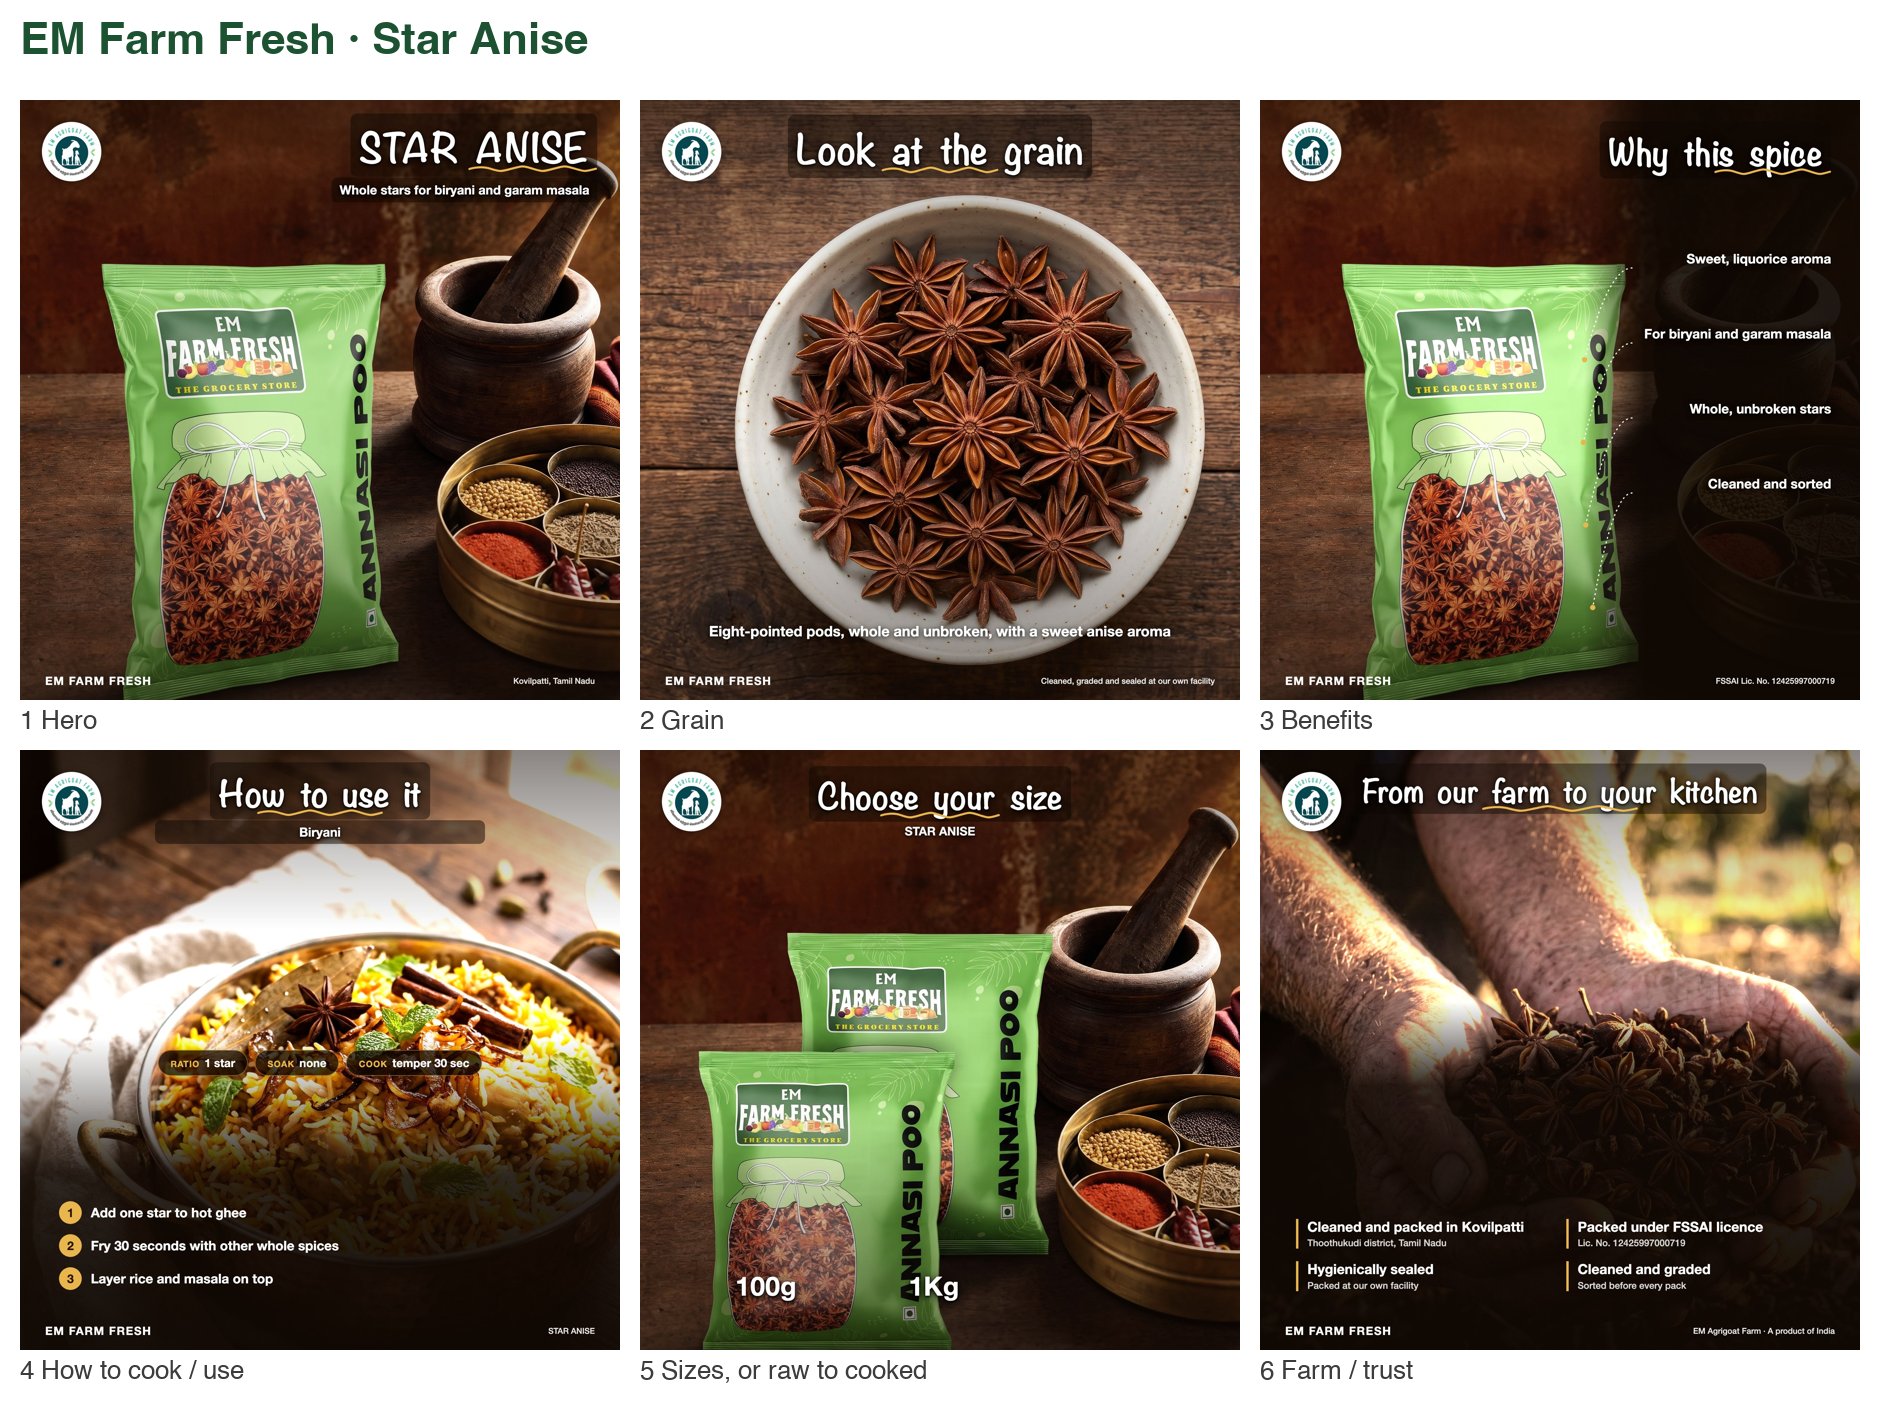 EM Farm Fresh · Star Anise
STAR ANISE
Whole stars for biryani and garam masala
EM
FARM FRESH
THE GROCERY STORE
ANNASI POO
EM FARM FRESH
Kovilpatti, Tamil Nadu
1 Hero
Look at the grain
Eight-pointed pods, whole and unbroken, with a sweet anise aroma
EM FARM FRESH
Cleaned, graded and sealed at our own facility
2 Grain
Why this spice
Sweet, liquorice aroma
For biryani and garam masala
Whole, unbroken stars
Cleaned and sorted
EM
FARM FRESH
THE GROCERY STORE
ANNASI POO
EM FARM FRESH
FSSAI Lic. No. 12425997000719
3 Benefits
How to use it
Biryani
RATIO 1 star
SOAK none
COOK temper 30 sec
1 Add one star to hot ghee
2 Fry 30 seconds with other whole spices
3 Layer rice and masala on top
EM FARM FRESH
STAR ANISE
4 How to cook / use
Choose your size
STAR ANISE
EM
FARM FRESH
THE GROCERY STORE
ANNASI POO
EM
FARM FRESH
THE GROCERY STORE
ANNASI POO
100g
1Kg
5 Sizes, or raw to cooked
From our farm to your kitchen
Cleaned and packed in Kovilpatti
Thoothukudi district, Tamil Nadu
Packed under FSSAI licence
Lic. No. 12425997000719
Hygienically sealed
Packed at our own facility
Cleaned and graded
Sorted before every pack
EM FARM FRESH
EM Agrigoat Farm · A product of India
6 Farm / trust